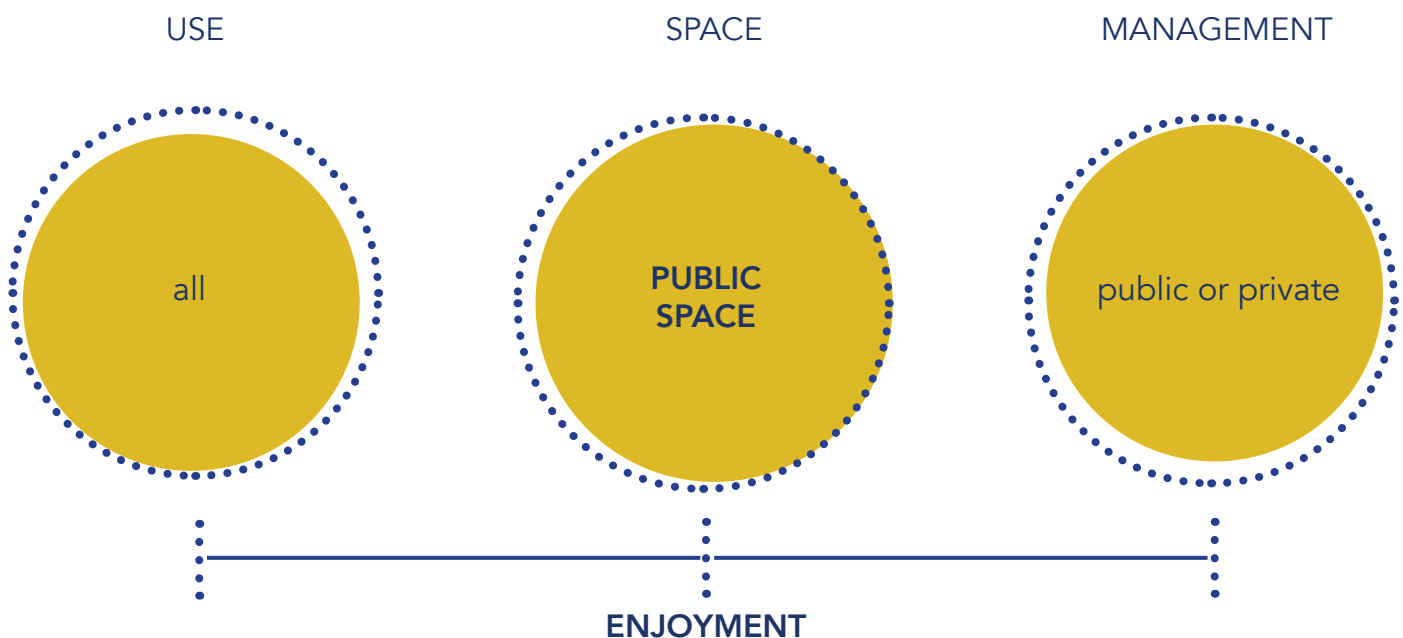 USE
SPACE
MANAGEMENT
all
PUBLIC
SPACE
public or private
ENJOYMENT